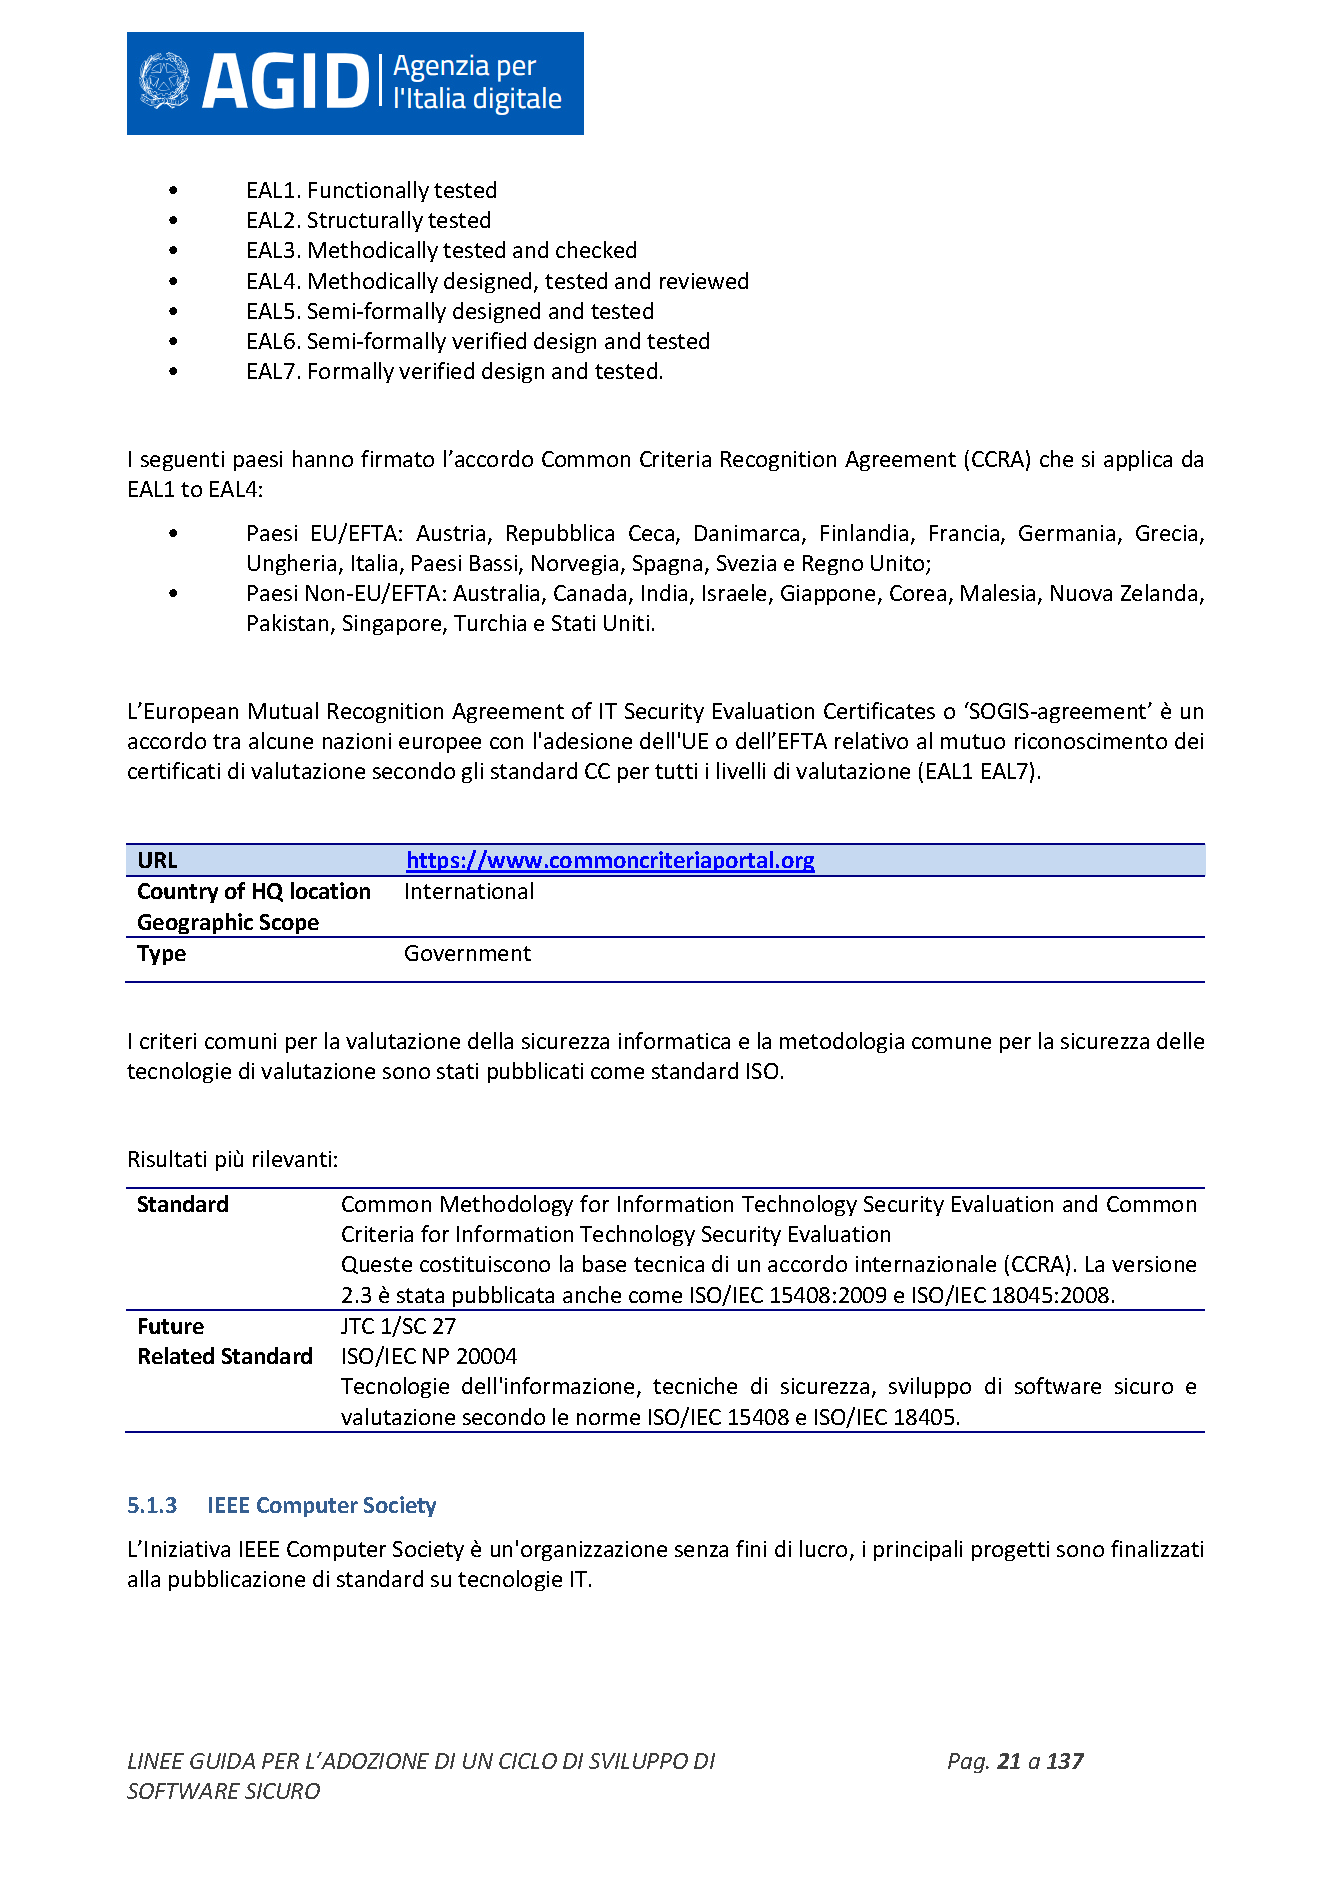 AGID Agenzia per
l'Italia digitale
• EAL1. Functionally tested
• EAL2. Structurally tested
• EAL3. Methodically tested and checked
• EAL4. Methodically designed, tested and reviewed
• EAL5. Semi-formally designed and tested
• EAL6. Semi-formally verified design and tested
• EAL7. Formally verified design and tested.
I seguenti paesi hanno firmato l’accordo Common Criteria Recognition Agreement (CCRA) che si applica da
EAL1 to EAL4:
• Paesi EU/EFTA: Austria, Repubblica Ceca, Danimarca, Finlandia, Francia, Germania, Grecia,
Ungheria, Italia, Paesi Bassi, Norvegia, Spagna, Svezia e Regno Unito;
• Paesi Non-EU/EFTA: Australia, Canada, India, Israele, Giappone, Corea, Malesia, Nuova Zelanda,
Pakistan, Singapore, Turchia e Stati Uniti.
L’European Mutual Recognition Agreement of IT Security Evaluation Certificates o ‘SOGIS-agreement’ è un
accordo tra alcune nazioni europee con l'adesione dell'UE o dell’EFTA relativo al mutuo riconoscimento dei
certificati di valutazione secondo gli standard CC per tutti i livelli di valutazione (EAL1 EAL7).
URL https://www.commoncriteriaportal.org
Country of HQ location International
Geographic Scope
Type Government
I criteri comuni per la valutazione della sicurezza informatica e la metodologia comune per la sicurezza delle
tecnologie di valutazione sono stati pubblicati come standard ISO.
Risultati più rilevanti:
Standard Common Methodology for Information Technology Security Evaluation and Common
Criteria for Information Technology Security Evaluation
Queste costituiscono la base tecnica di un accordo internazionale (CCRA). La versione
2.3 è stata pubblicata anche come ISO/IEC 15408:2009 e ISO/IEC 18045:2008.
Future JTC 1/SC 27
Related Standard ISO/IEC NP 20004
Tecnologie dell'informazione, tecniche di sicurezza, sviluppo di software sicuro e
valutazione secondo le norme ISO/IEC 15408 e ISO/IEC 18405.
5.1.3 IEEE Computer Society
L’Iniziativa IEEE Computer Society è un'organizzazione senza fini di lucro, i principali progetti sono finalizzati
alla pubblicazione di standard su tecnologie IT.
LINEE GUIDA PER L’ADOZIONE DI UN CICLO DI SVILUPPO DI Pag. 21 a 137
SOFTWARE SICURO